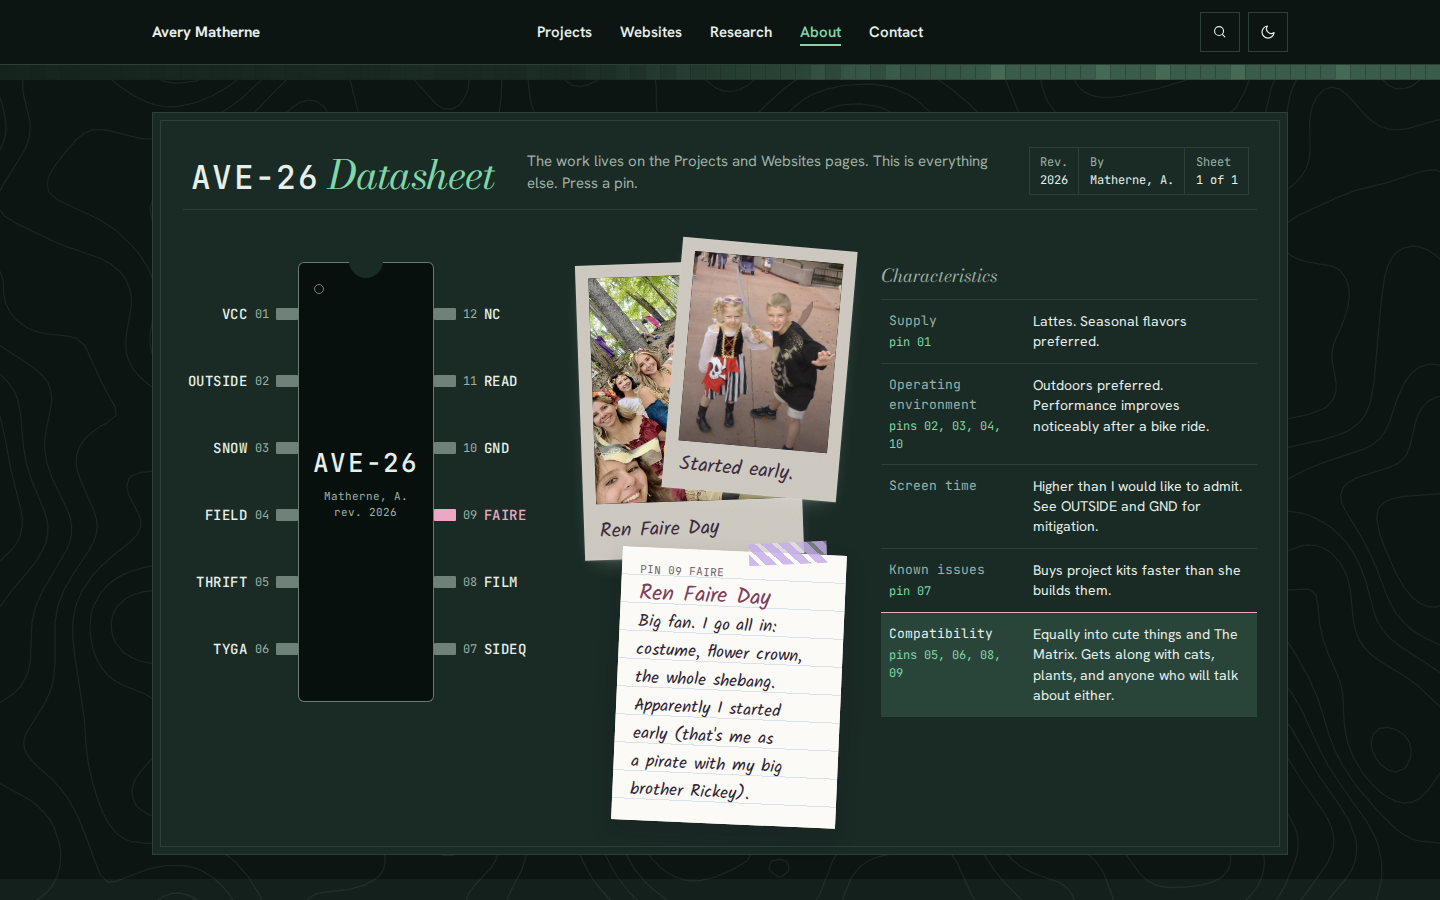 Avery Matherne
Projects
Websites
Research
About
Contact
AVE-26 Datasheet
The work lives on the Projects and Websites pages. This is everything
else. Press a pin.
Rev.
2026
By
Matherne, A.
Sheet
1 of 1
VCC 01
OUTSIDE 02
SNOW 03
FIELD 04
THRIFT 05
TYGA 06
AVE-26
Matherne, A.
rev. 2026
12 NC
11 READ
10 GND
09 FAIRE
08 FILM
07 SIDEQ
Started early.
Ren Faire Day
PIN 09 FAIRE
Ren Faire Day
Big fan. I go all in:
costume, flower crown,
the whole shebang.
Apparently I started
early (that's me as
a pirate with my big
brother Rickey).
Characteristics
Supply
pin 01
Lattes. Seasonal flavors
preferred.
Operating
environment
pins 02, 03, 04,
10
Outdoors preferred.
Performance improves
noticeably after a bike ride.
Screen time
Higher than I would like to admit.
See OUTSIDE and GND for
mitigation.
Known issues
pin 07
Buys project kits faster than she
builds them.
Compatibility
pins 05, 06, 08,
09
Equally into cute things and The
Matrix. Gets along with cats,
plants, and anyone who will talk
about either.